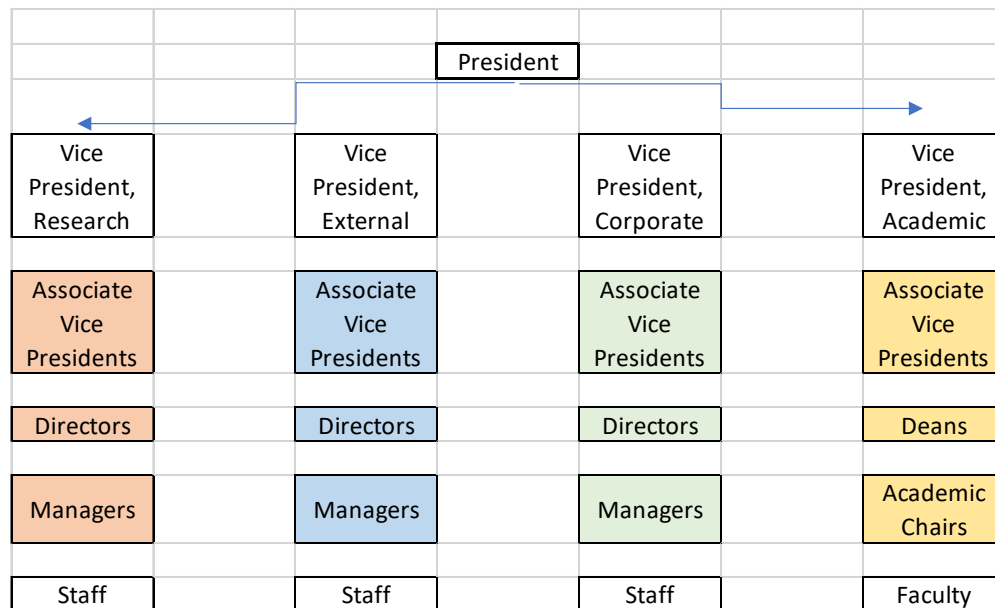 President
Vice
President,
Research
Vice
President,
External
Vice
President,
Corporate
Vice
President,
Academic
Associate
Vice
Presidents
Associate
Vice
Presidents
Associate
Vice
Presidents
Associate
Vice
Presidents
Directors
Directors
Directors
Deans
Managers
Managers
Managers
Academic
Chairs
Staff
Staff
Staff
Faculty